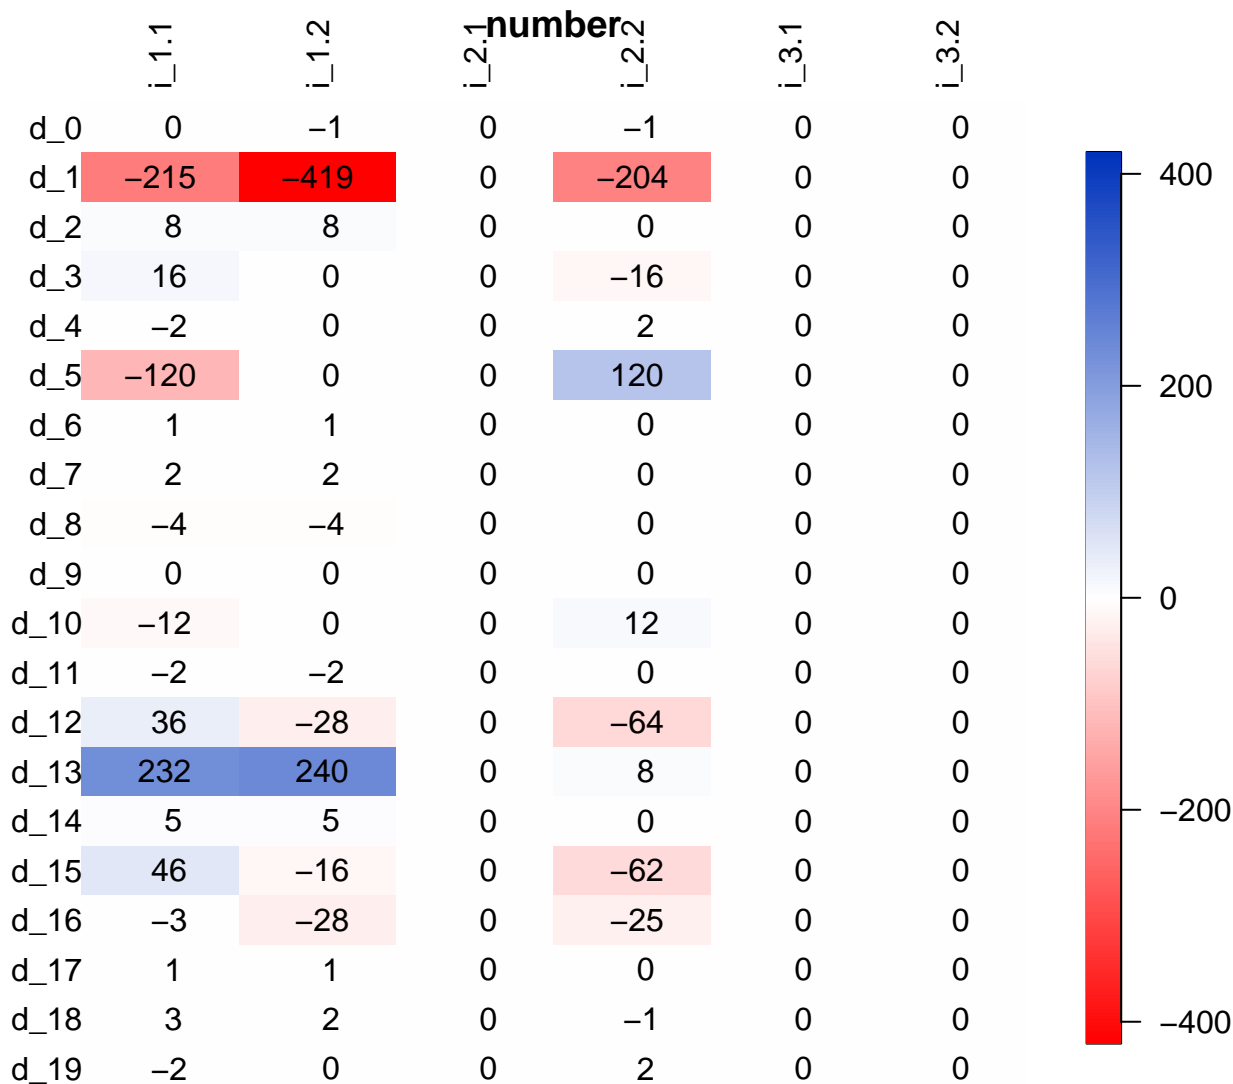 number
i_1.1 i_1.2 i_2.1 i_2.2 i_3.1 i_3.2
d_0 0 −1 0 −1 0 0
d_1 −215 −419 0 −204 0 0
d_2 8 8 0 0 0 0
d_3 16 0 0 −16 0 0
d_4 −2 0 0 2 0 0
d_5 −120 0 0 120 0 0
d_6 1 1 0 0 0 0
d_7 2 2 0 0 0 0
d_8 −4 −4 0 0 0 0
d_9 0 0 0 0 0 0
d_10 −12 0 0 12 0 0
d_11 −2 −2 0 0 0 0
d_12 36 −28 0 −64 0 0
d_13 232 240 0 8 0 0
d_14 5 5 0 0 0 0
d_15 46 −16 0 −62 0 0
d_16 −3 −28 0 −25 0 0
d_17 1 1 0 0 0 0
d_18 3 2 0 −1 0 0
d_19 −2 0 0 2 0 0
400
200
0
−200
−400